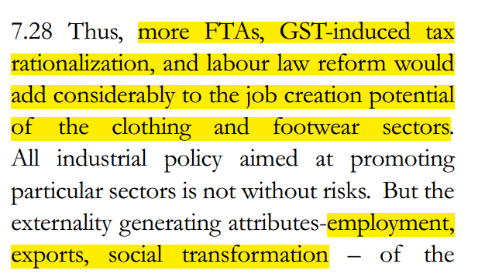 7.28 Thus, more FTAs, GST-induced tax
rationalization, and labour law reform would
add considerably to the job creation potential
of the clothing and footwear sectors.
All industrial policy aimed at promoting
particular sectors is not without risks. But the
externality generating attributes-employment,
exports, social transformation – of the